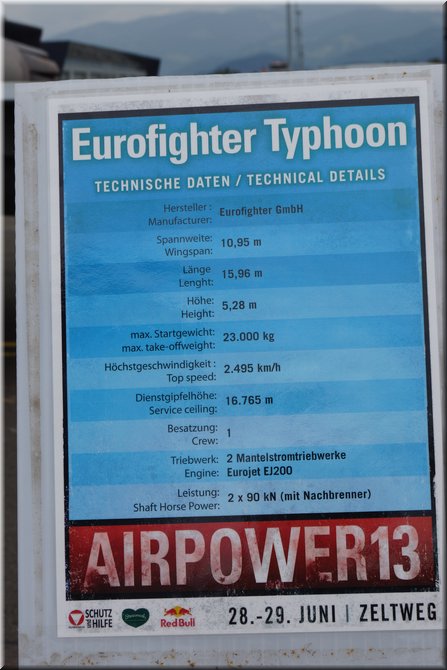 Eurofighter Typhoon
TECHNISCHE DATEN / TECHNICAL DETAILS
Hersteller :
Manufacturer: Eurofighter GmbH
Spannweite:
Wingspan: 10,95 m
Länge
Lenght: 15,96 m
Höhe:
Height: 5,28 m
max. Startgewicht:
max. take-offweight: 23.000 kg
Höchstgeschwindigkeit :
Top speed: 2.495 km/h
Dienstgipfelhöhe:
Service ceiling: 16.765 m
Besatzung:
Crew: 1
Triebwerk: 2 Mantelstromtriebwerke
Engine: Eurojet EJ200
Leistung:
Shaft Horse Power: 2 x 90 kN (mit Nachbrenner)
AIRPOWER13
SCHUTZ
UND HILFE
Red Bull
28.-29. JUNI | ZELTWEG